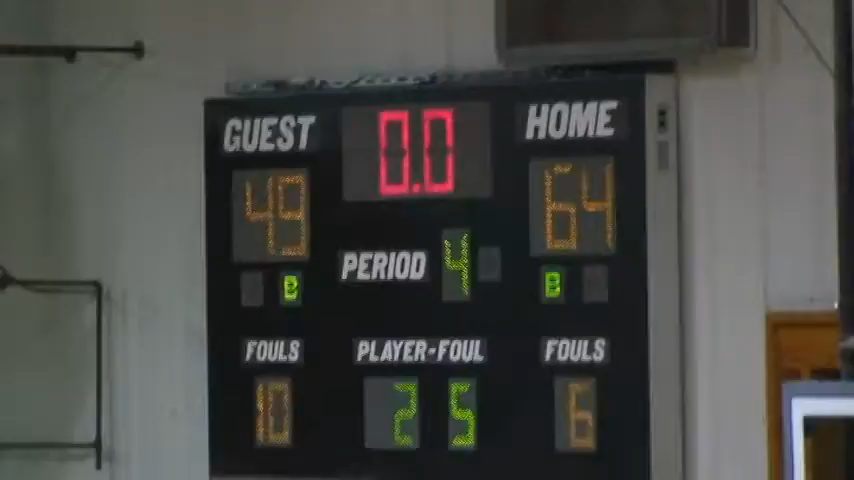 GUEST 0.0 HOME
49 64
PERIOD 4
B B
FOULS PLAYER-FOUL FOULS
10 2 5 6